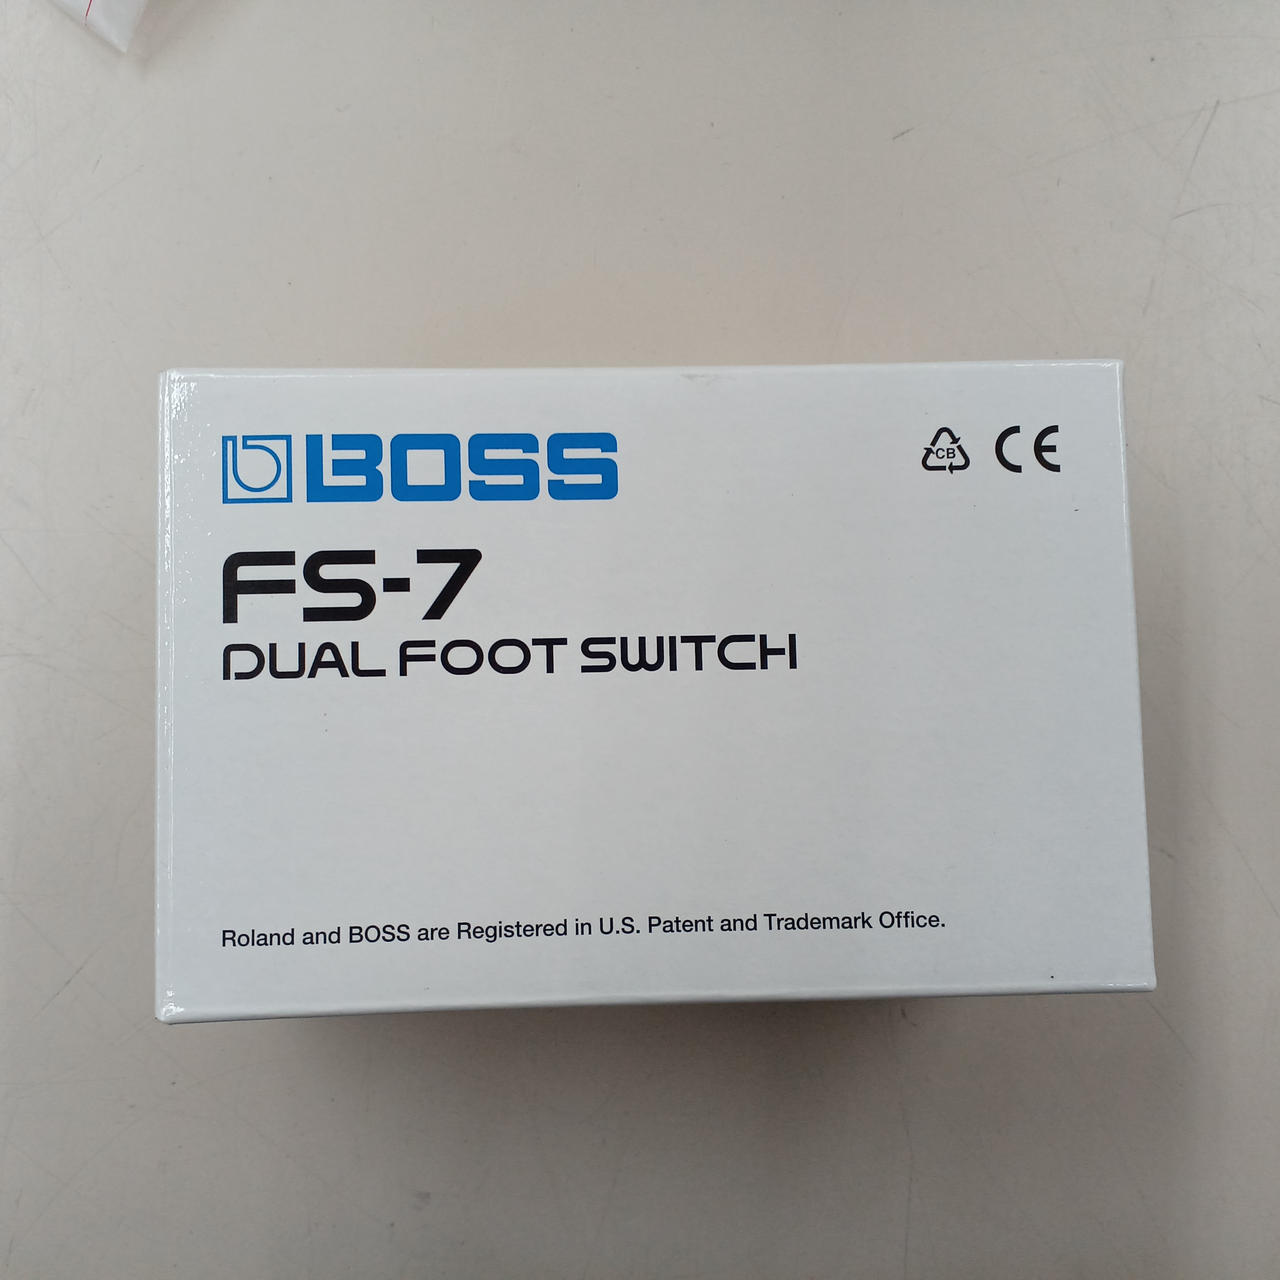 BOSS
CB CE
FS-7
DUAL FOOT SWITCH
Roland and BOSS are Registered in U.S. Patent and Trademark Office.